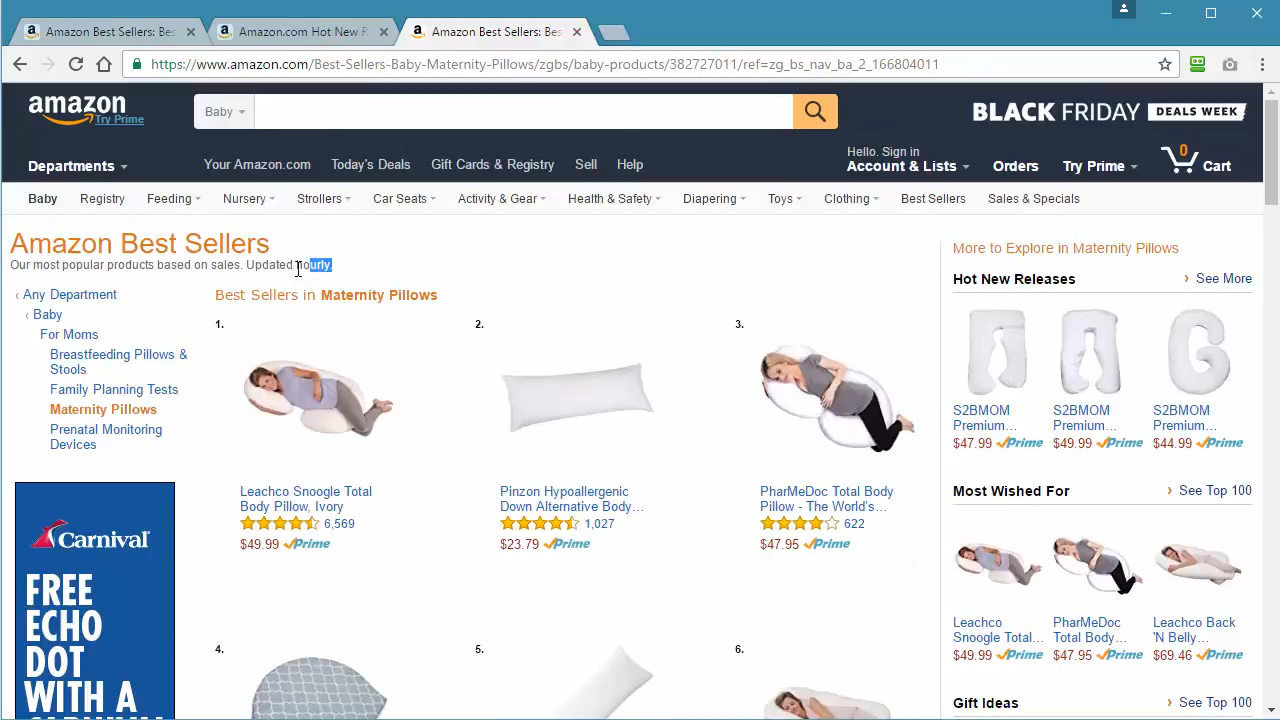 Amazon Best Sellers: Bes
Amazon.com Hot New R
Amazon Best Sellers: Bes
https://www.amazon.com/Best-Sellers-Baby-Maternity-Pillows/zgbs/baby-products/382727011/ref=zg_bs_nav_ba_2_166804011
amazon
Try Prime
Baby
BLACK FRIDAY DEALS WEEK
Departments
Your Amazon.com
Today's Deals
Gift Cards & Registry
Sell
Help
Hello. Sign in
Account & Lists
Orders
Try Prime
0
Cart
Baby
Registry
Feeding
Nursery
Strollers
Car Seats
Activity & Gear
Health & Safety
Diapering
Toys
Clothing
Best Sellers
Sales & Specials
Amazon Best Sellers
Our most popular products based on sales. Updated hourly.
‹ Any Department
‹ Baby
For Moms
Breastfeeding Pillows &
Stools
Family Planning Tests
Maternity Pillows
Prenatal Monitoring
Devices
Carnival
FREE
ECHO
DOT
WITH A
Best Sellers in Maternity Pillows
1.
Leachco Snoogle Total
Body Pillow, Ivory
6,569
$49.99 Prime
2.
Pinzon Hypoallergenic
Down Alternative Body...
1,027
$23.79 Prime
3.
PharMeDoc Total Body
Pillow - The World's...
622
$47.95 Prime
4.
5.
6.
More to Explore in Maternity Pillows
Hot New Releases
› See More
S2BMOM
Premium...
$47.99 Prime
S2BMOM
Premium...
$49.99 Prime
S2BMOM
Premium...
$44.99 Prime
Most Wished For
› See Top 100
Leachco
Snoogle Total...
$49.99 Prime
PharMeDoc
Total Body...
$47.95 Prime
Leachco Back
'N Belly...
$69.46 Prime
Gift Ideas
› See Top 100